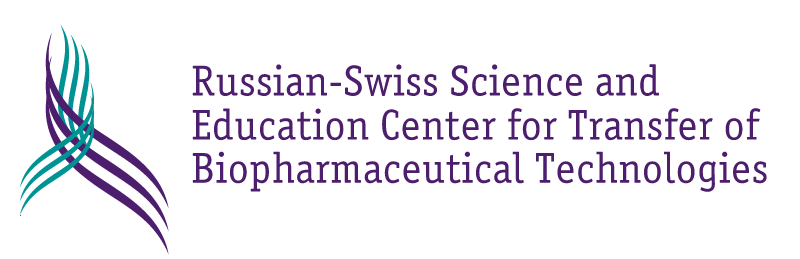 Russian-Swiss Science and
Education Center for Transfer of
Biopharmaceutical Technologies